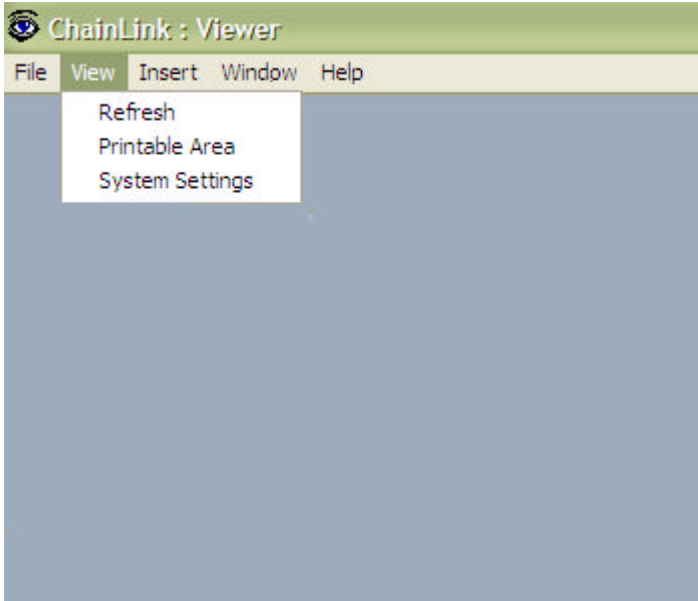 ChainLink : Viewer
File View Insert Window Help
Refresh
Printable Area
System Settings